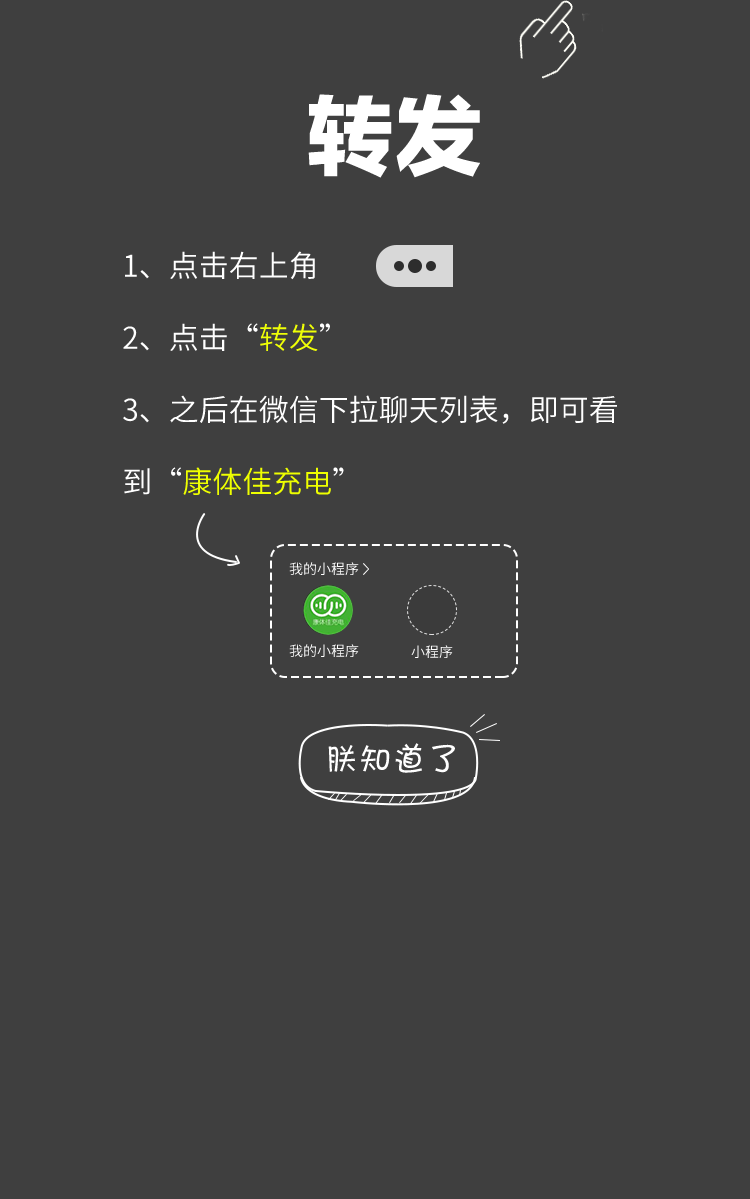 转发
1、点击右上角
2、点击“转发”
3、之后在微信下拉聊天列表，即可看
到“康体佳充电”
我的小程序
康体佳充电
我的小程序
小程序
朕知道了